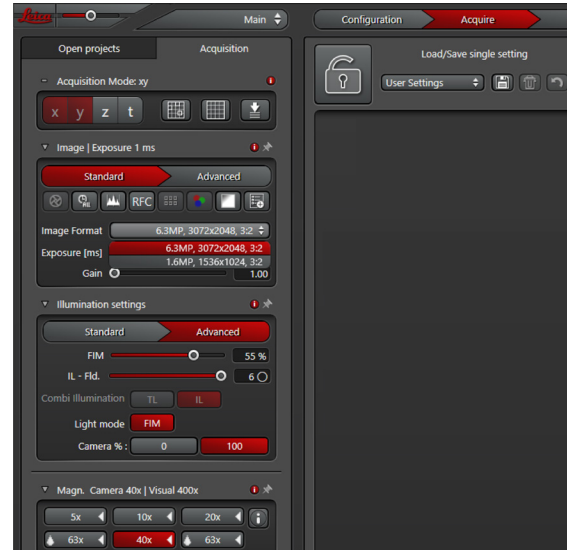 Leica
Main
Configuration
Acquire
Open projects
Acquisition
Load/Save single setting
User Settings
Acquisition Mode: xy
x y z t
Image | Exposure 1 ms
Standard
Advanced
RFC
Image Format
6.3MP, 3072x2048, 3:2
Exposure [ms]
6.3MP, 3072x2048, 3:2
1.6MP, 1536x1024, 3:2
Gain
1.00
Illumination settings
Standard
Advanced
FIM
55 %
IL - Fld.
6
Combi Illumination
TL
IL
Light mode
FIM
Camera % :
0
100
Magn. Camera 40x | Visual 400x
5x
10x
20x
63x
40x
63x